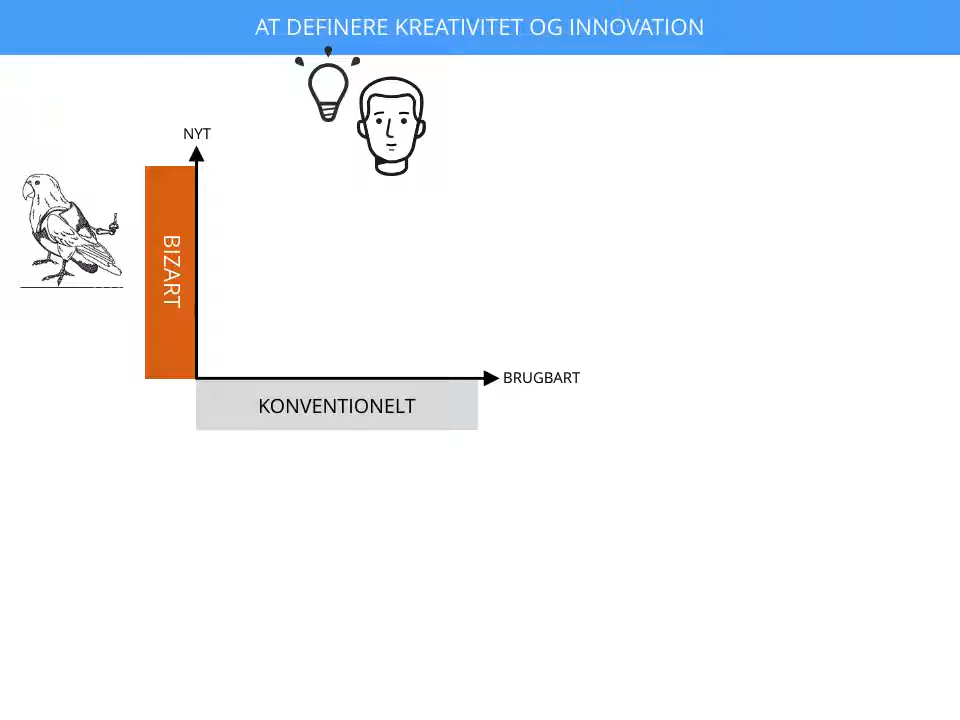 AT DEFINERE KREATIVITET OG INNOVATION
NYT
BIZART
BRUGBART
KONVENTIONELT